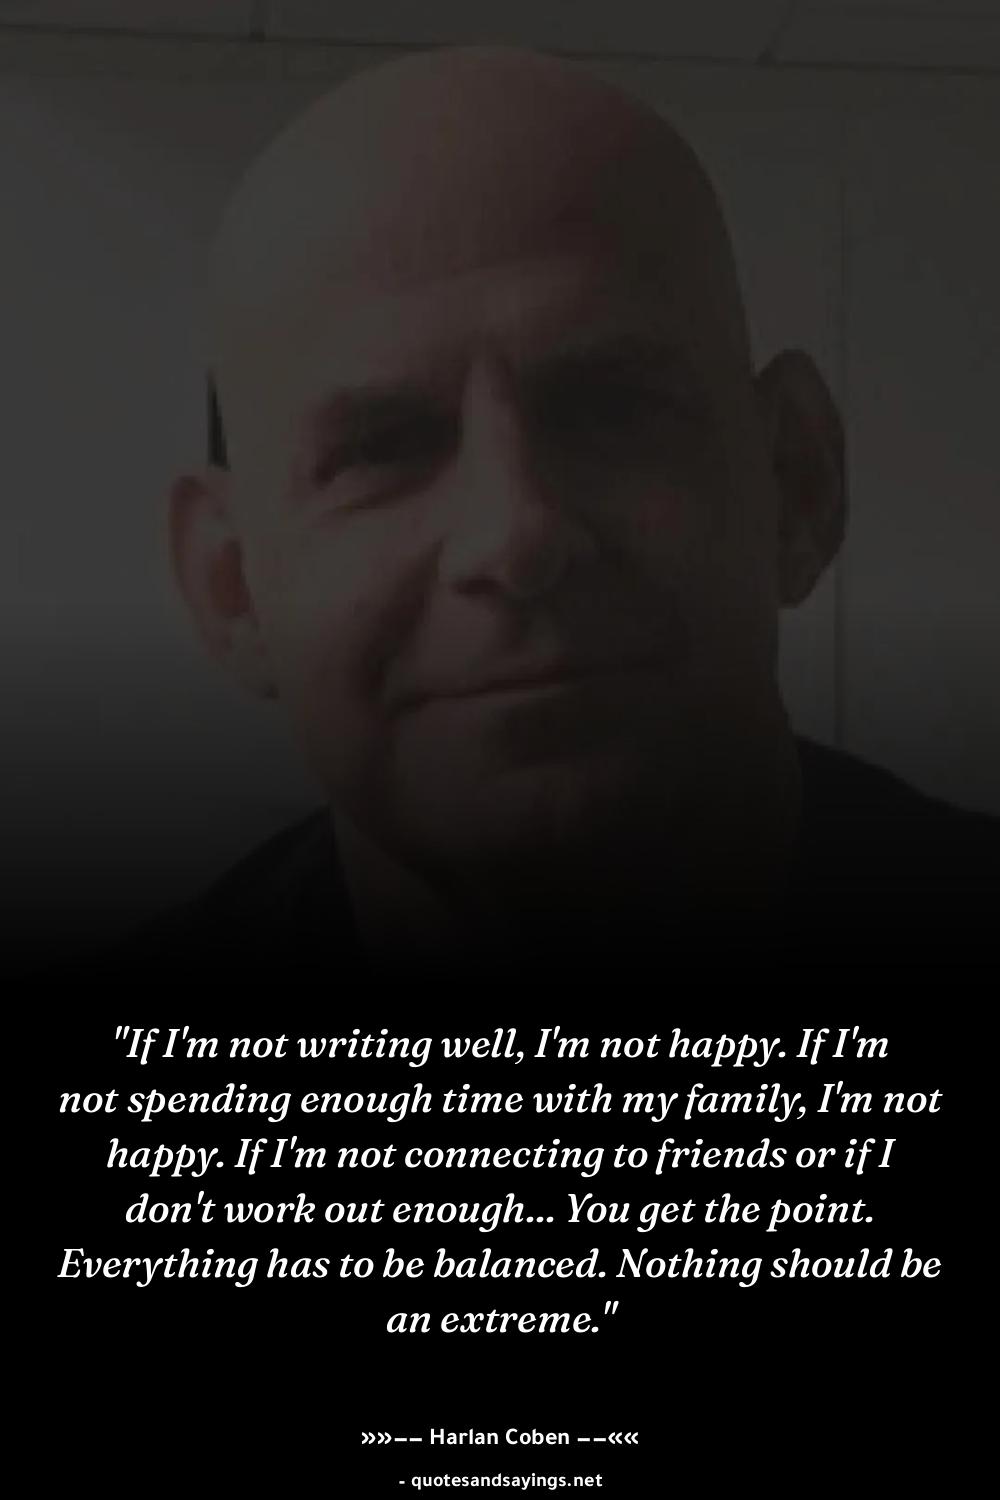 "If I'm not writing well, I'm not happy. If I'm
not spending enough time with my family, I'm not
happy. If I'm not connecting to friends or if I
don't work out enough... You get the point.
Everything has to be balanced. Nothing should be
an extreme."
»»−− Harlan Coben −−««
- quotesandsayings.net